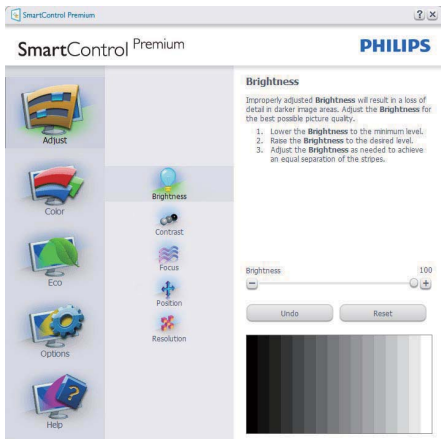 SmartControl Premium
? x
SmartControl Premium
PHILIPS
Adjust
Color
Eco
Options
Help
Brightness
Contrast
Focus
Position
Resolution
Brightness
Improperly adjusted Brightness will result in a loss of
detail in darker image areas. Adjust the Brightness for
the best possible picture quality.
1. Lower the Brightness to the minimum level.
2. Raise the Brightness to the desired level.
3. Adjust the Brightness as needed to achieve
an equal separation of the stripes.
Brightness 100
Undo Reset